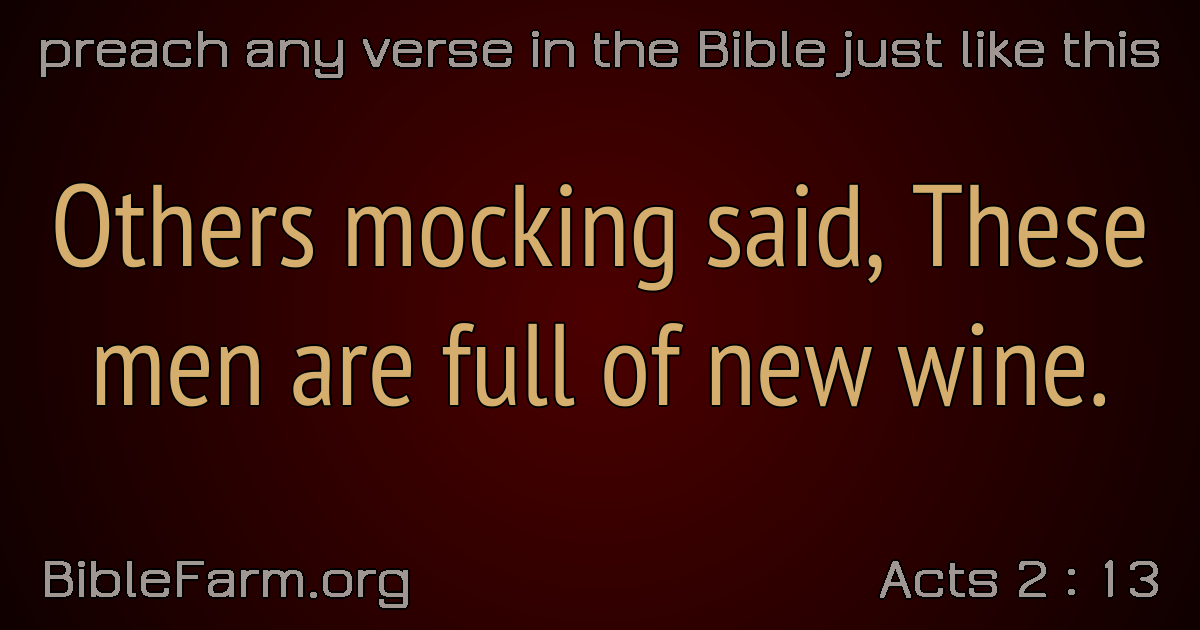 preach any verse in the Bible just like this
Others mocking said, These
men are full of new wine.
BibleFarm.org
Acts 2 : 13